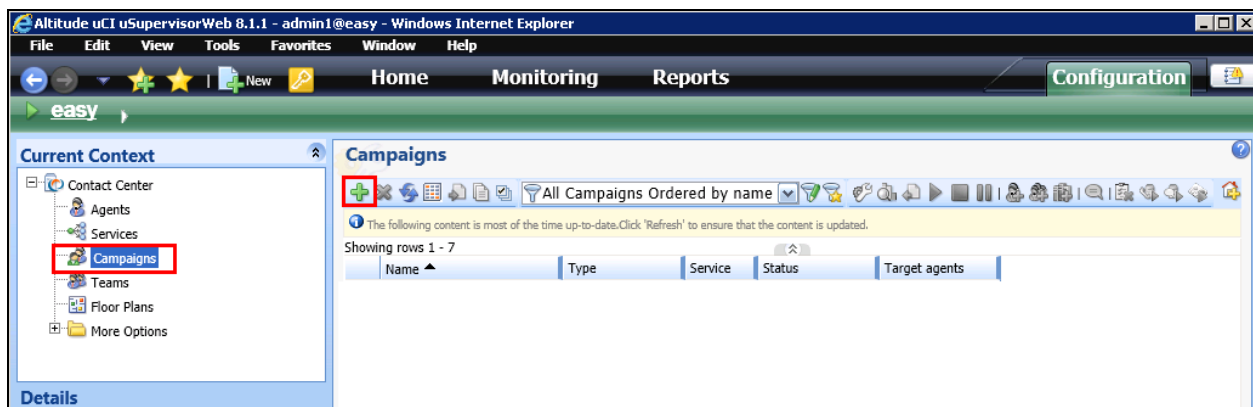 Altitude uCI uSupervisorWeb 8.1.1 - admin1@easy - Windows Internet Explorer
File Edit View Tools Favorites Window Help
New Home Monitoring Reports Configuration
easy
Current Context
Contact Center
Agents
Services
Campaigns
Teams
Floor Plans
More Options
Details
Campaigns
All Campaigns Ordered by name
The following content is most of the time up-to-date.Click 'Refresh' to ensure that the content is updated.
Showing rows 1 - 7
Name Type Service Status Target agents